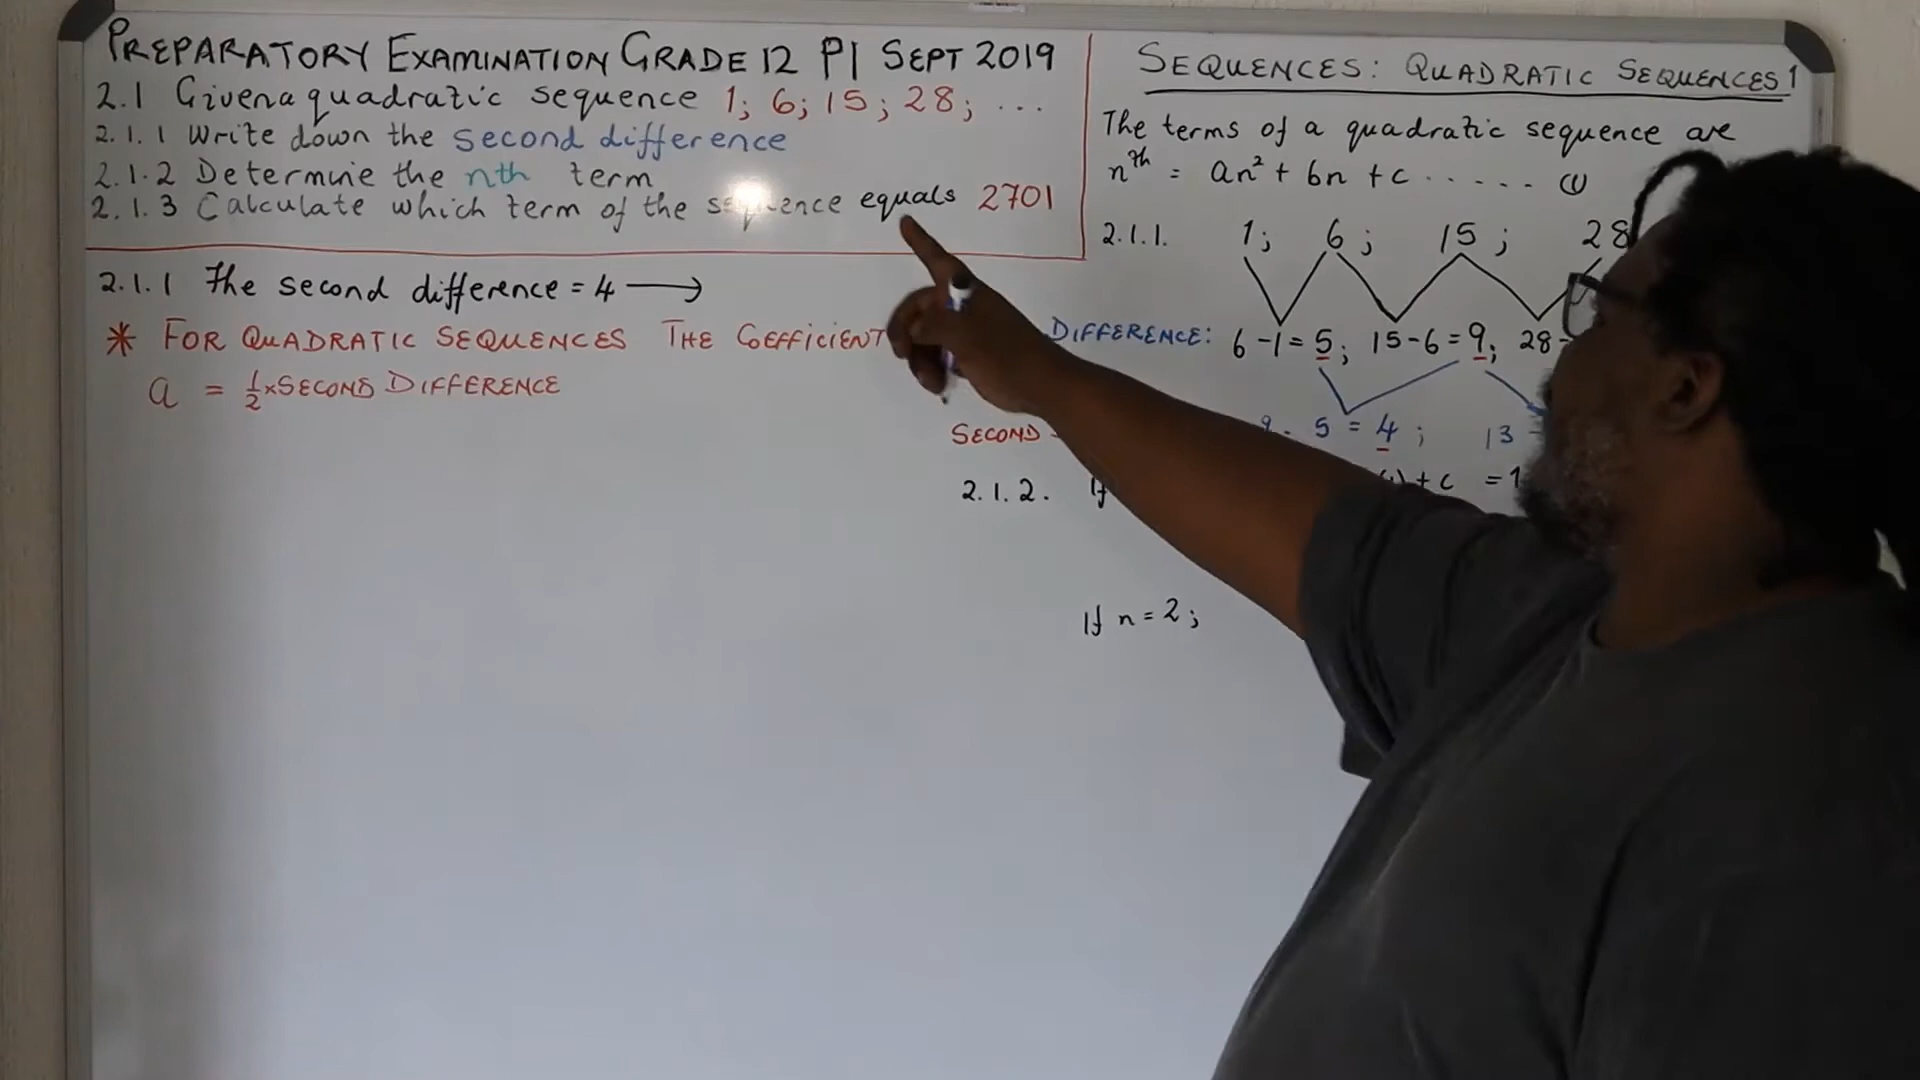 PREPARATORY EXAMINATION GRADE 12 P1 SEPT 2019
2.1 Given a quadratic sequence 1; 6; 15; 28; ...
2.1.1 Write down the second difference
2.1.2 Determine the nth term
2.1.3 Calculate which term of the sequence equals 2701
2.1.1 The second difference = 4 →
* FOR QUADRATIC SEQUENCES THE COEFFICIENT
a = 1/2 × SECOND DIFFERENCE
SEQUENCES: QUADRATIC SEQUENCES 1
The terms of a quadratic sequence are
nth = an² + bn + c ..... (1)
2.1.1. 1; 6; 15; 28
DIFFERENCE: 6-1=5; 15-6=9; 28-
SECOND - 5 = 4; 13 -
2.1.2. If + c = 1
If n = 2;